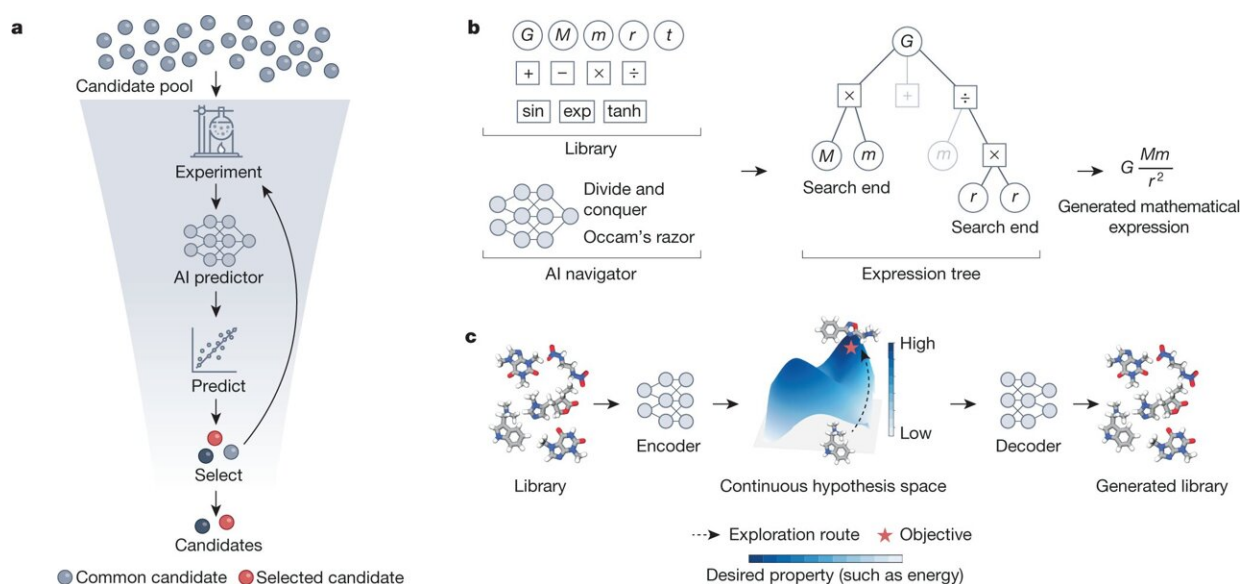 a
Candidate pool
Experiment
AI predictor
Predict
Select
Candidates
Common candidate Selected candidate
b
G M m r t
+ − × ÷
sin exp tanh
Library
Divide and
conquer
Occam's razor
AI navigator
G
× + ÷
M m m ×
Search end
r r
Search end
Expression tree
G Mm
r²
Generated mathematical
expression
c
High
Low
Encoder
Decoder
Library
Continuous hypothesis space
Generated library
Exploration route Objective
Desired property (such as energy)